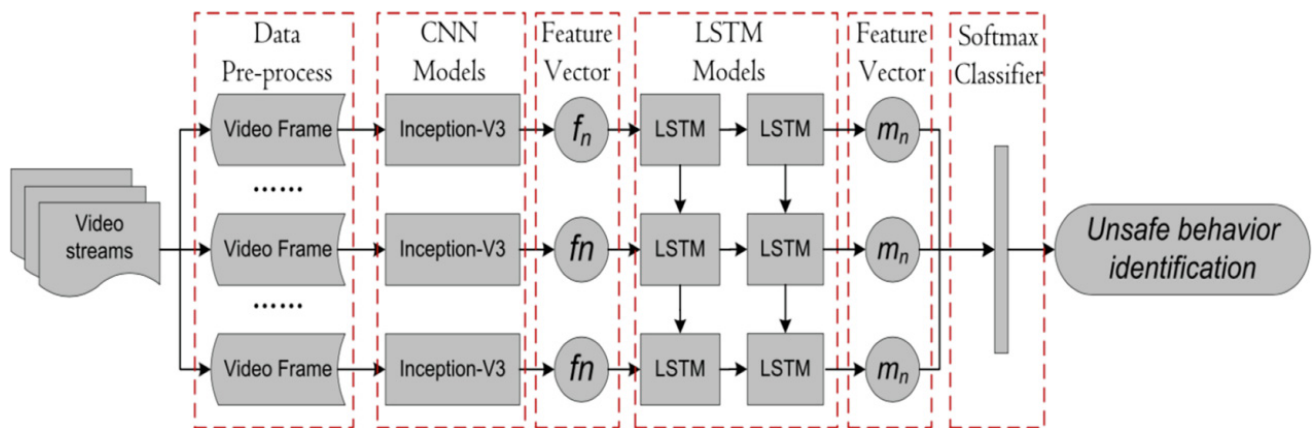 Data
Pre-process
CNN
Models
Feature
Vector
LSTM
Models
Feature
Vector
Softmax
Classifier
Video Frame
Inception-V3
fn
LSTM
LSTM
mn
......
Video
streams
Video Frame
Inception-V3
fn
LSTM
LSTM
mn
Unsafe behavior
identification
......
Video Frame
Inception-V3
fn
LSTM
LSTM
mn